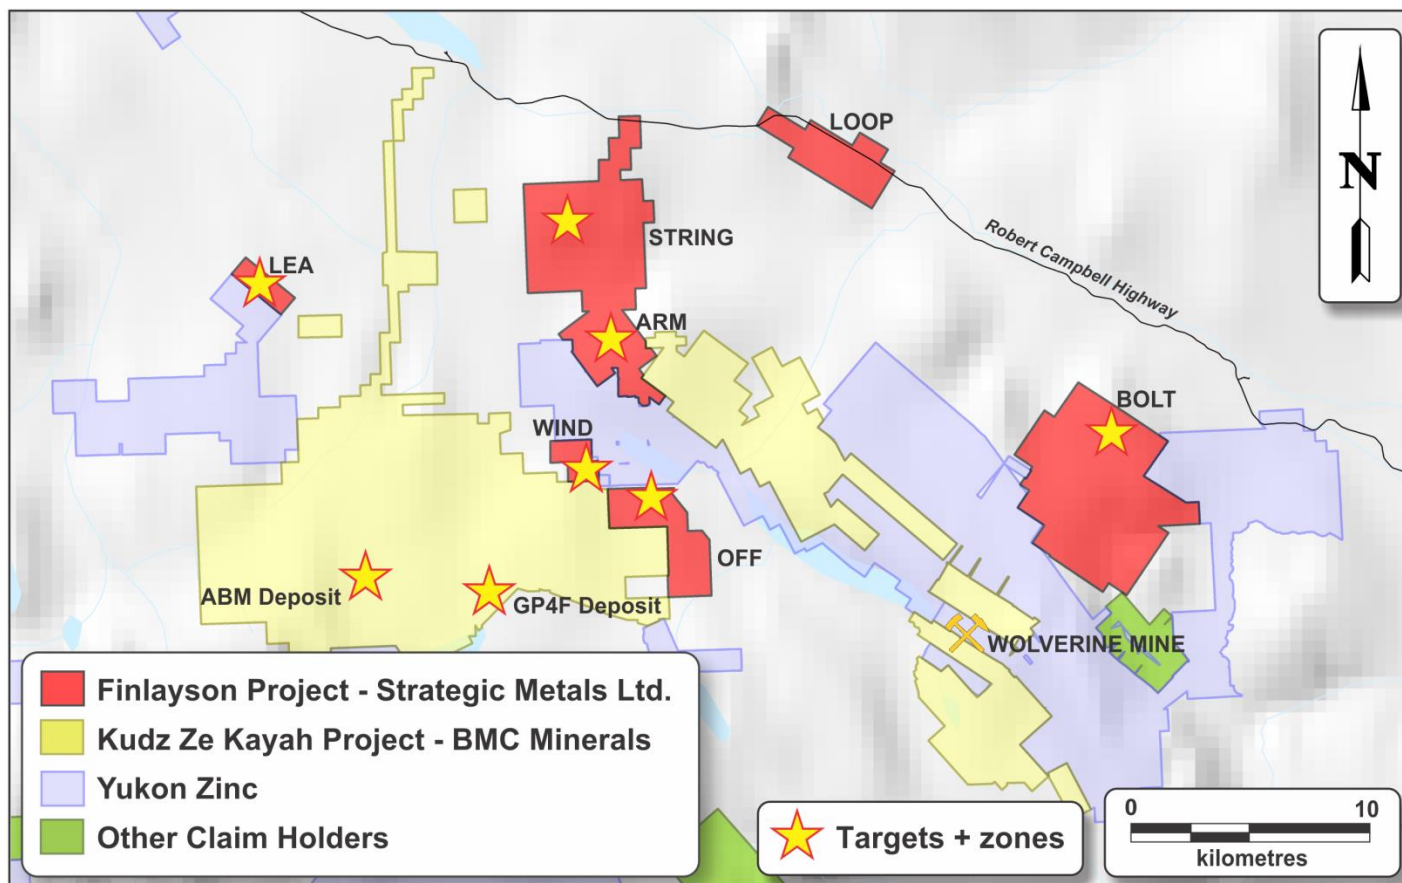 LOOP
STRING
LEA
Robert Campbell Highway
N
ARM
BOLT
WIND
OFF
ABM Deposit
GP4F Deposit
WOLVERINE MINE
Finlayson Project - Strategic Metals Ltd.
Kudz Ze Kayah Project - BMC Minerals
Yukon Zinc
Other Claim Holders
Targets + zones
0 10
kilometres